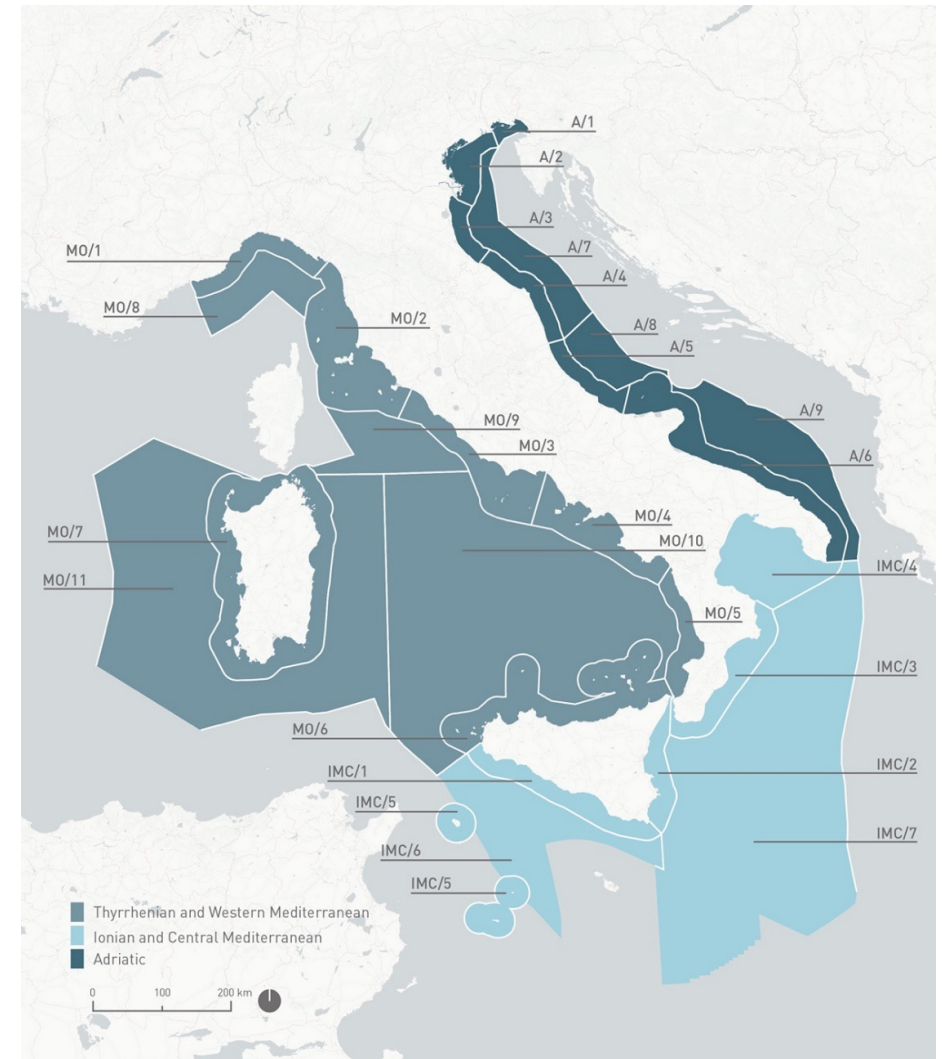 A/1
A/2
A/3
MO/1
A/7
A/4
MO/8
MO/2
A/8
A/5
A/9
MO/9
MO/3
A/6
MO/4
MO/7
MO/10
IMC/4
MO/11
MO/5
IMC/3
MO/6
IMC/1
IMC/2
IMC/5
IMC/7
IMC/6
IMC/5
Thyrrhenian and Western Mediterranean
Ionian and Central Mediterranean
Adriatic
0 100 200 km